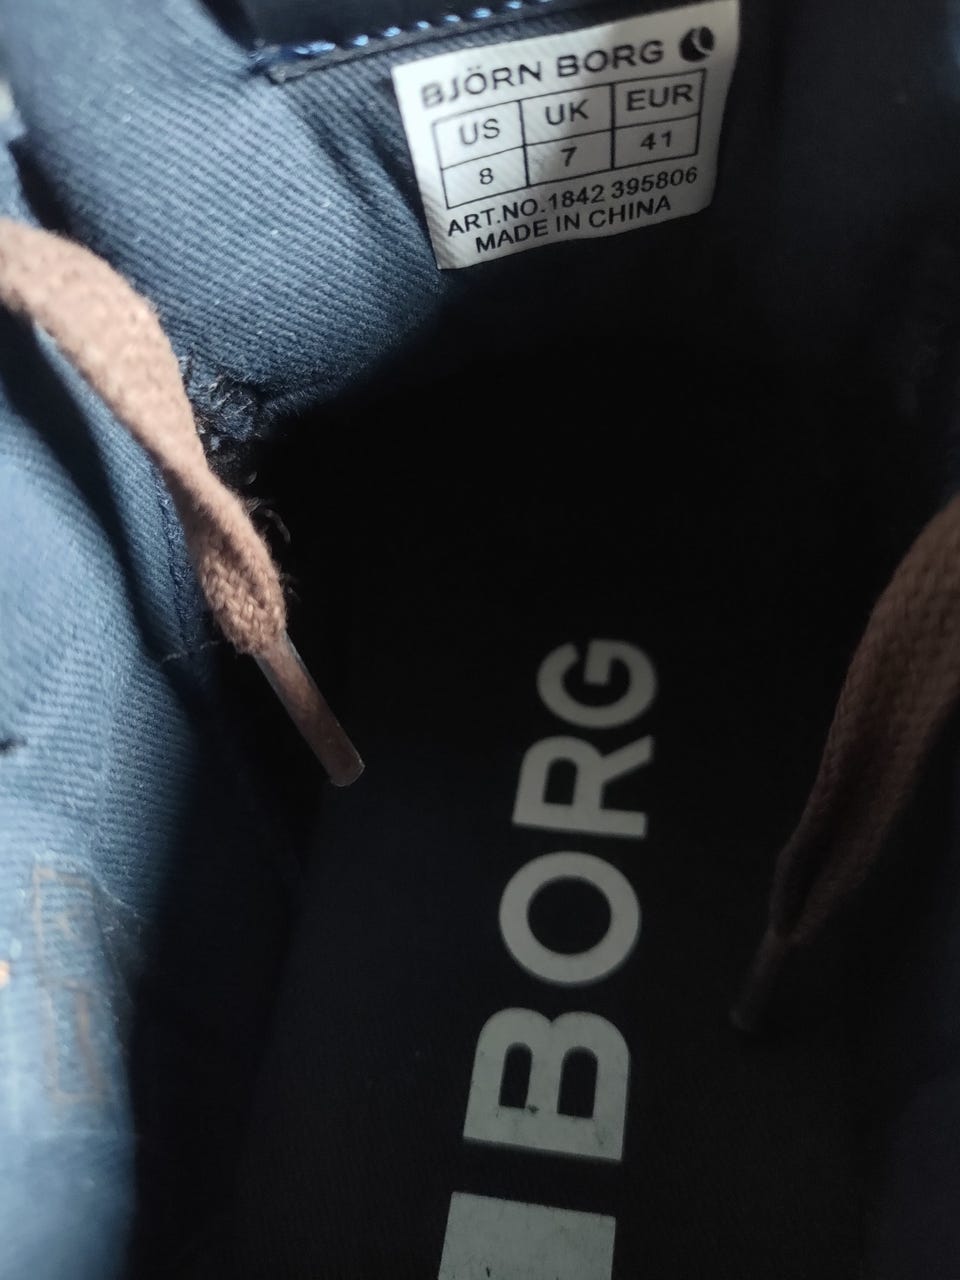 BJÖRN BORG
US UK EUR
8 7 41
ART.NO.1842 395806
MADE IN CHINA
BORG